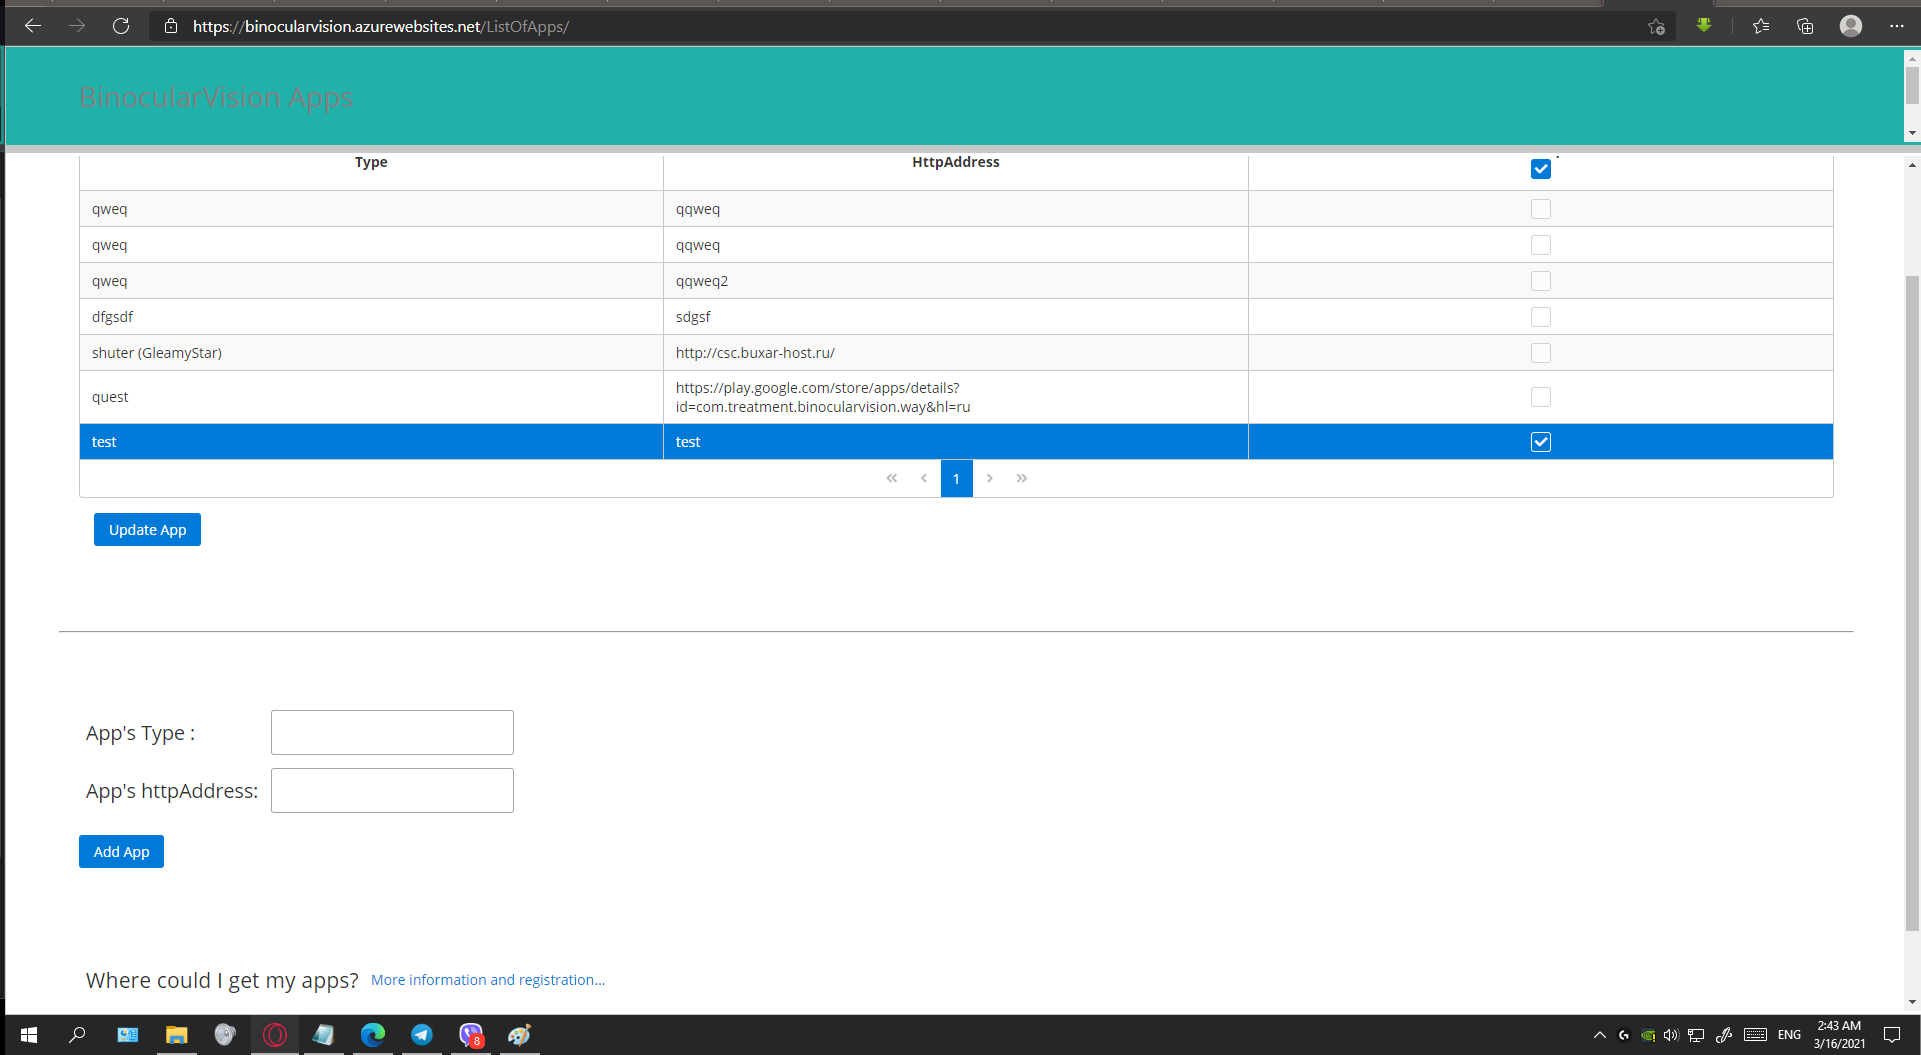 https://binocularvision.azurewebsites.net/ListOfApps/
BinocularVision Apps
Type HttpAddress
qweq qqweq
qweq qqweq
qweq qqweq2
dfgsdf sdgsf
shuter (GleamyStar) http://csc.buxar-host.ru/
quest https://play.google.com/store/apps/details?
id=com.treatment.binocularvision.way&hl=ru
test test
1
Update App
App's Type :
App's httpAddress:
Add App
Where could I get my apps? More information and registration...
8
ENG
2:43 AM
3/16/2021